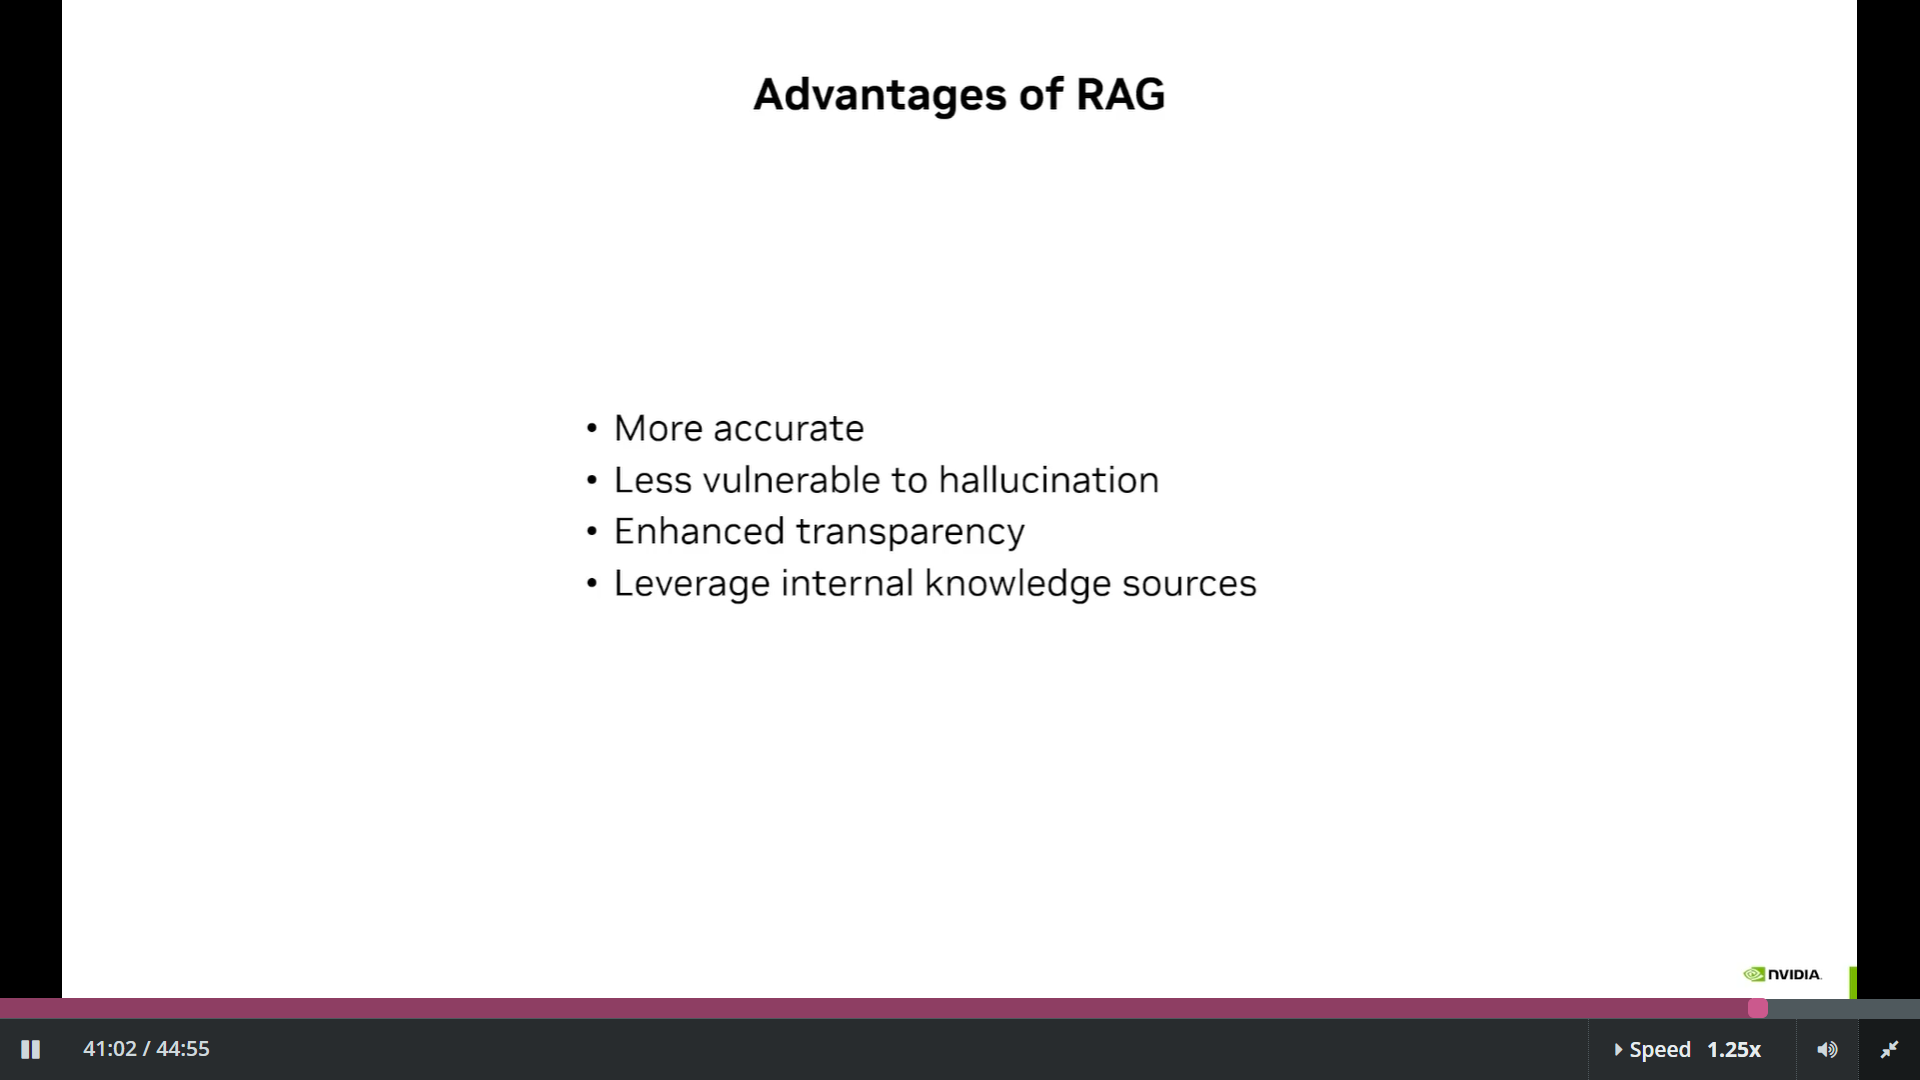 Advantages of RAG
• More accurate
• Less vulnerable to hallucination
• Enhanced transparency
• Leverage internal knowledge sources
NVIDIA.
41:02 / 44:55
Speed 1.25x